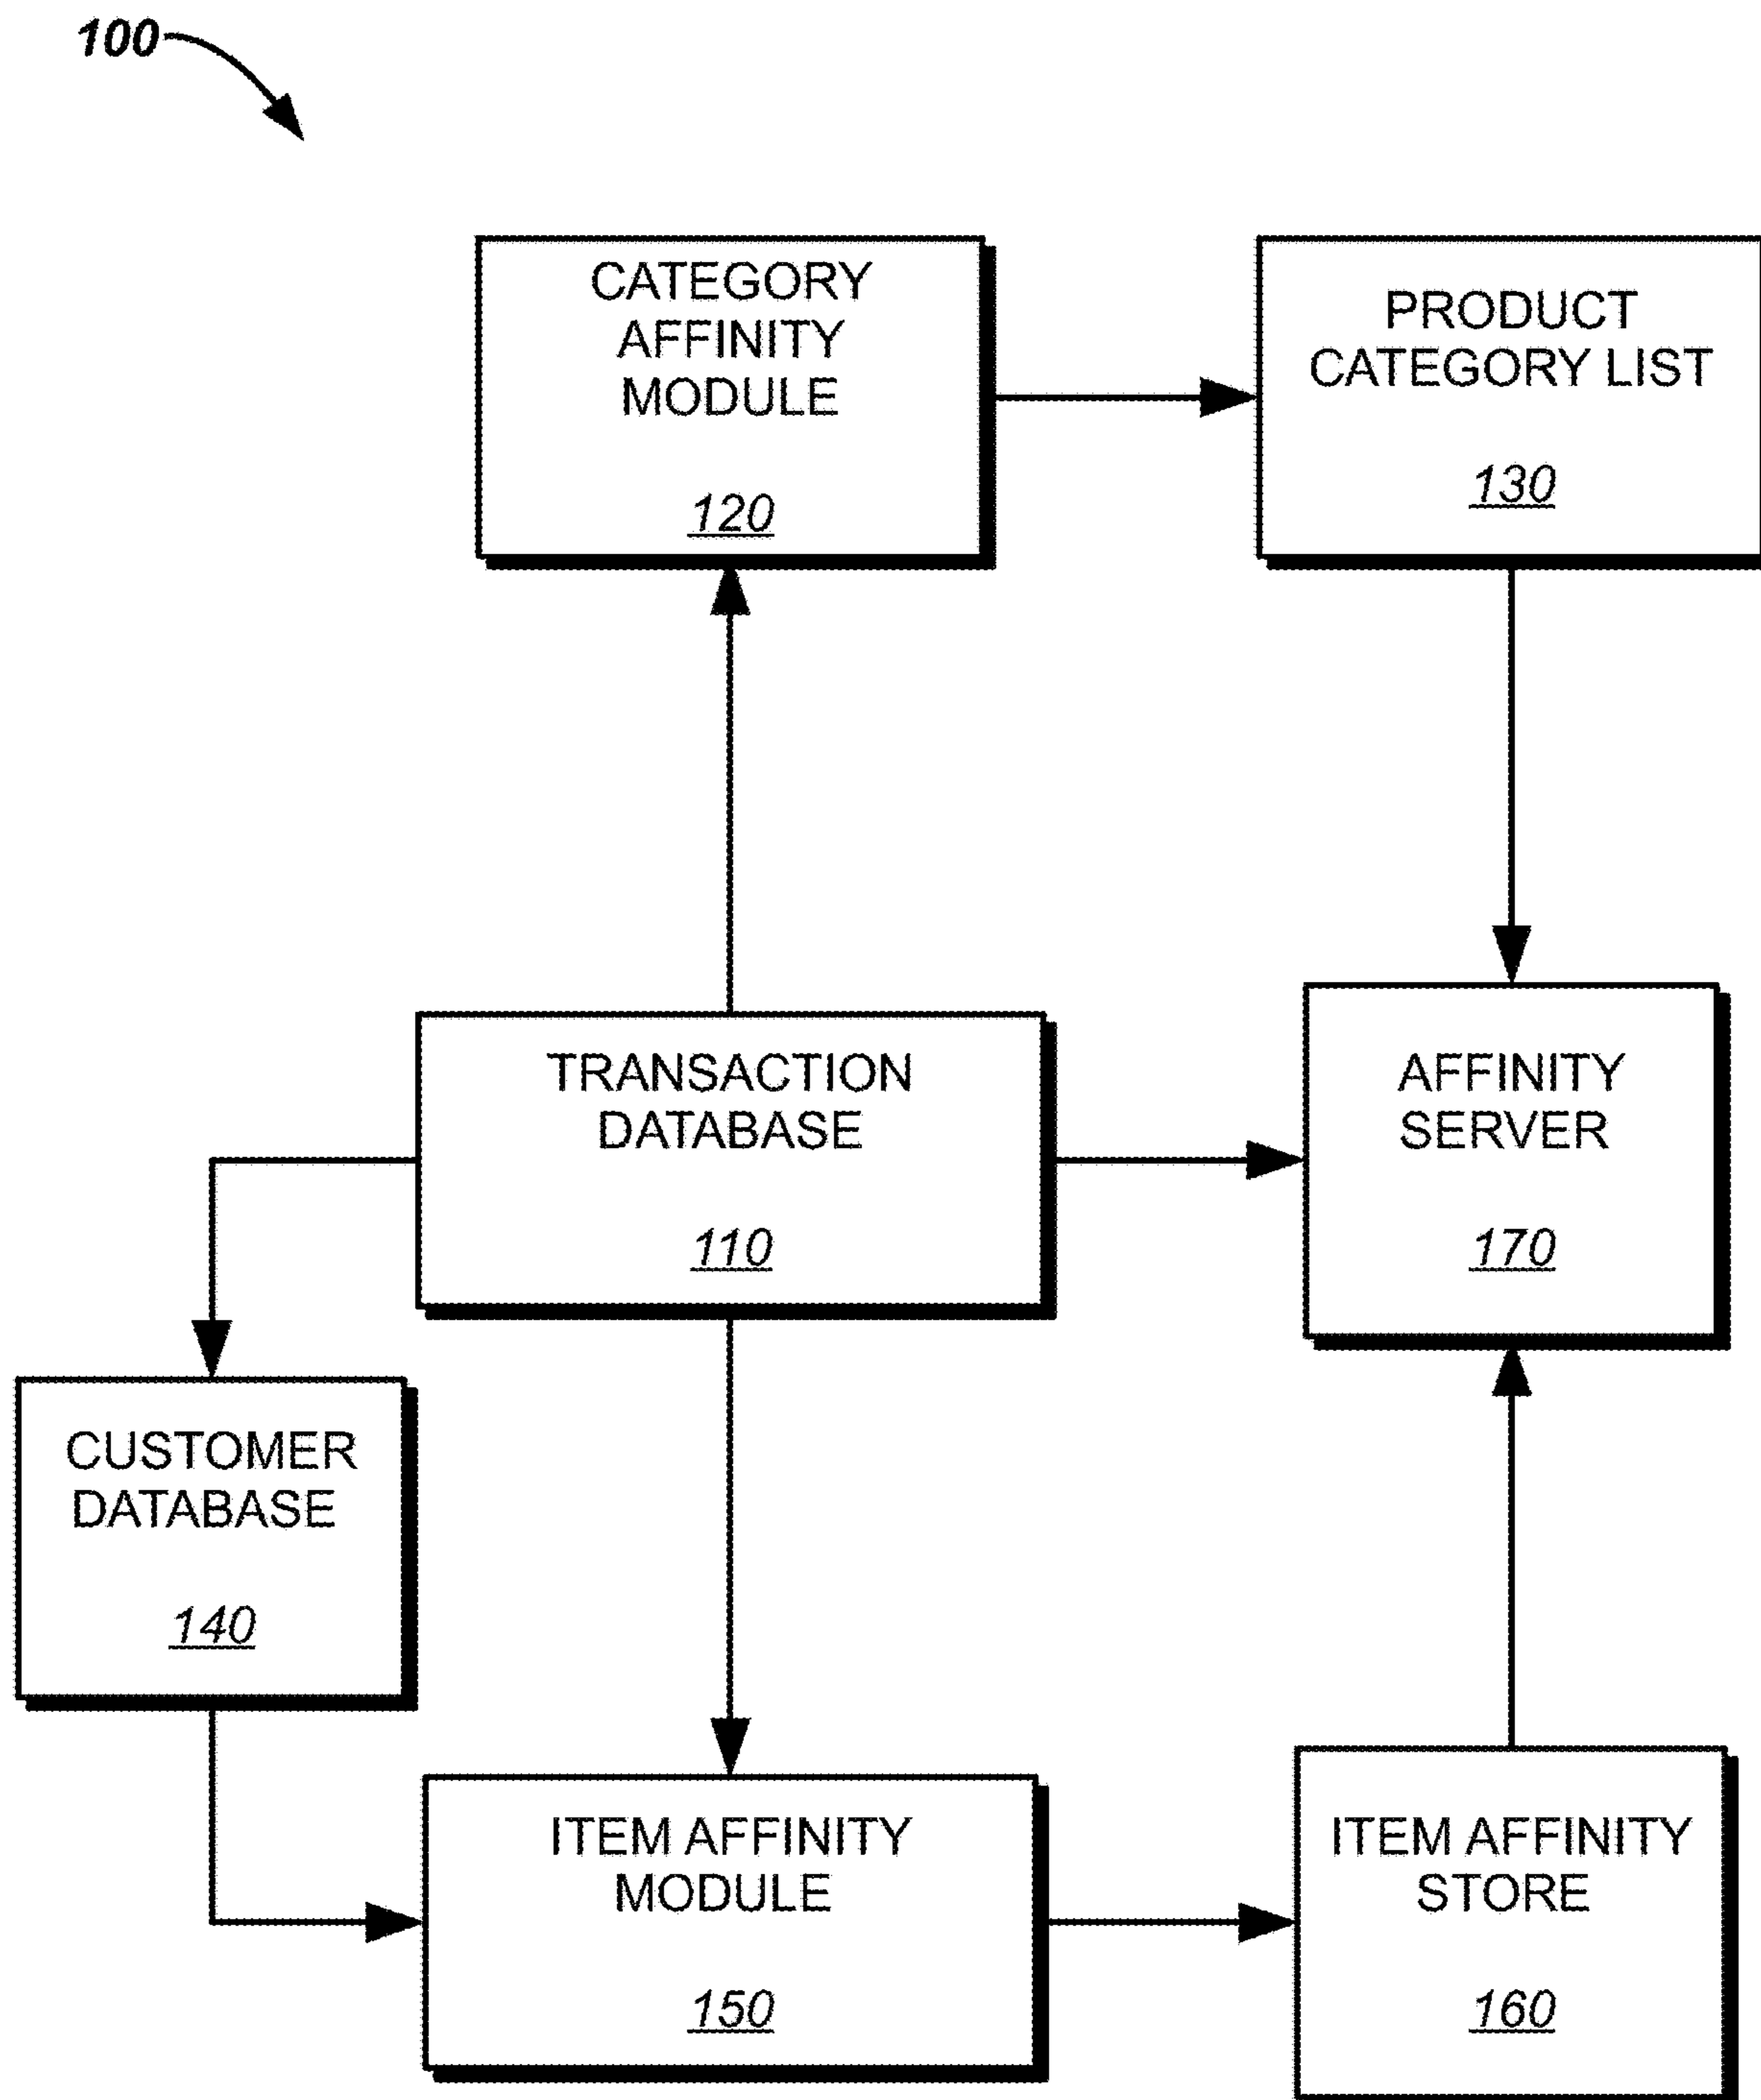 100
CATEGORY
AFFINITY
MODULE
120
PRODUCT
CATEGORY LIST
130
TRANSACTION
DATABASE
110
AFFINITY
SERVER
170
CUSTOMER
DATABASE
140
ITEM AFFINITY
MODULE
150
ITEM AFFINITY
STORE
160